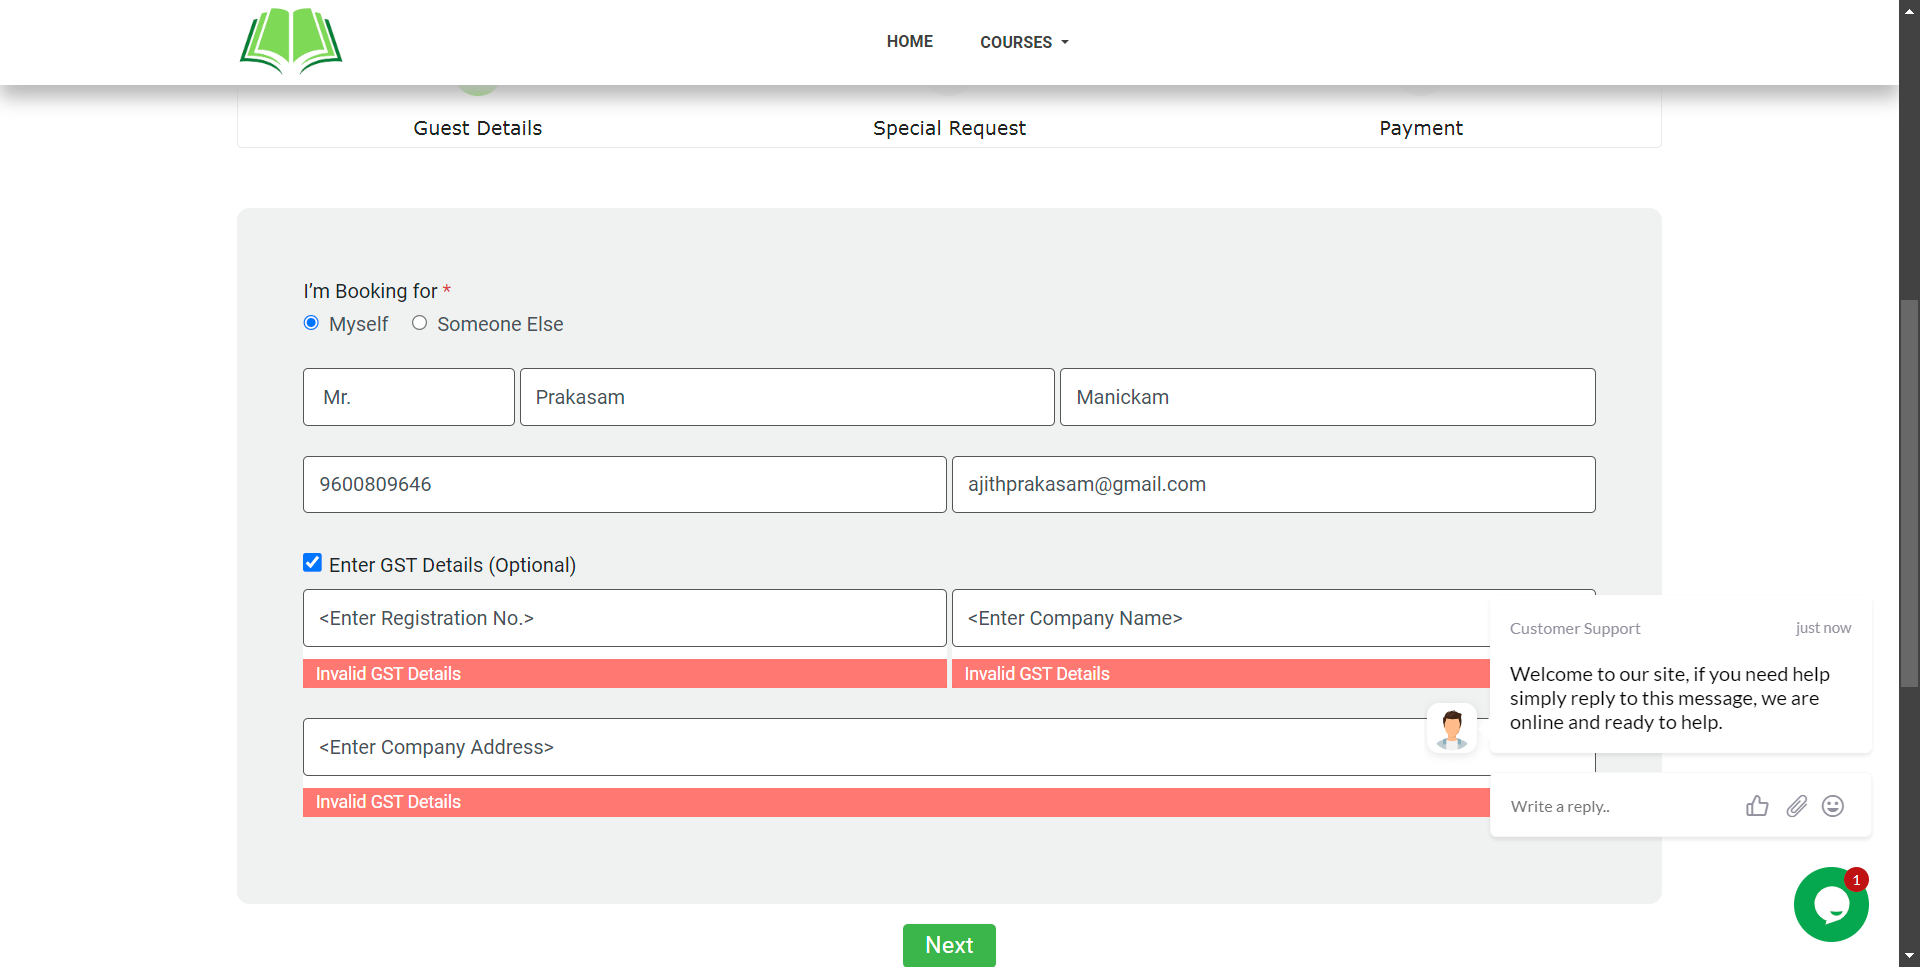 HOME
COURSES
Guest Details
Special Request
Payment
I'm Booking for *
Myself
Someone Else
Mr.
Prakasam
Manickam
9600809646
ajithprakasam@gmail.com
Enter GST Details (Optional)
<Enter Registration No.>
<Enter Company Name>
Invalid GST Details
Invalid GST Details
<Enter Company Address>
Invalid GST Details
Customer Support
just now
Welcome to our site, if you need help
simply reply to this message, we are
online and ready to help.
Write a reply..
1
Next